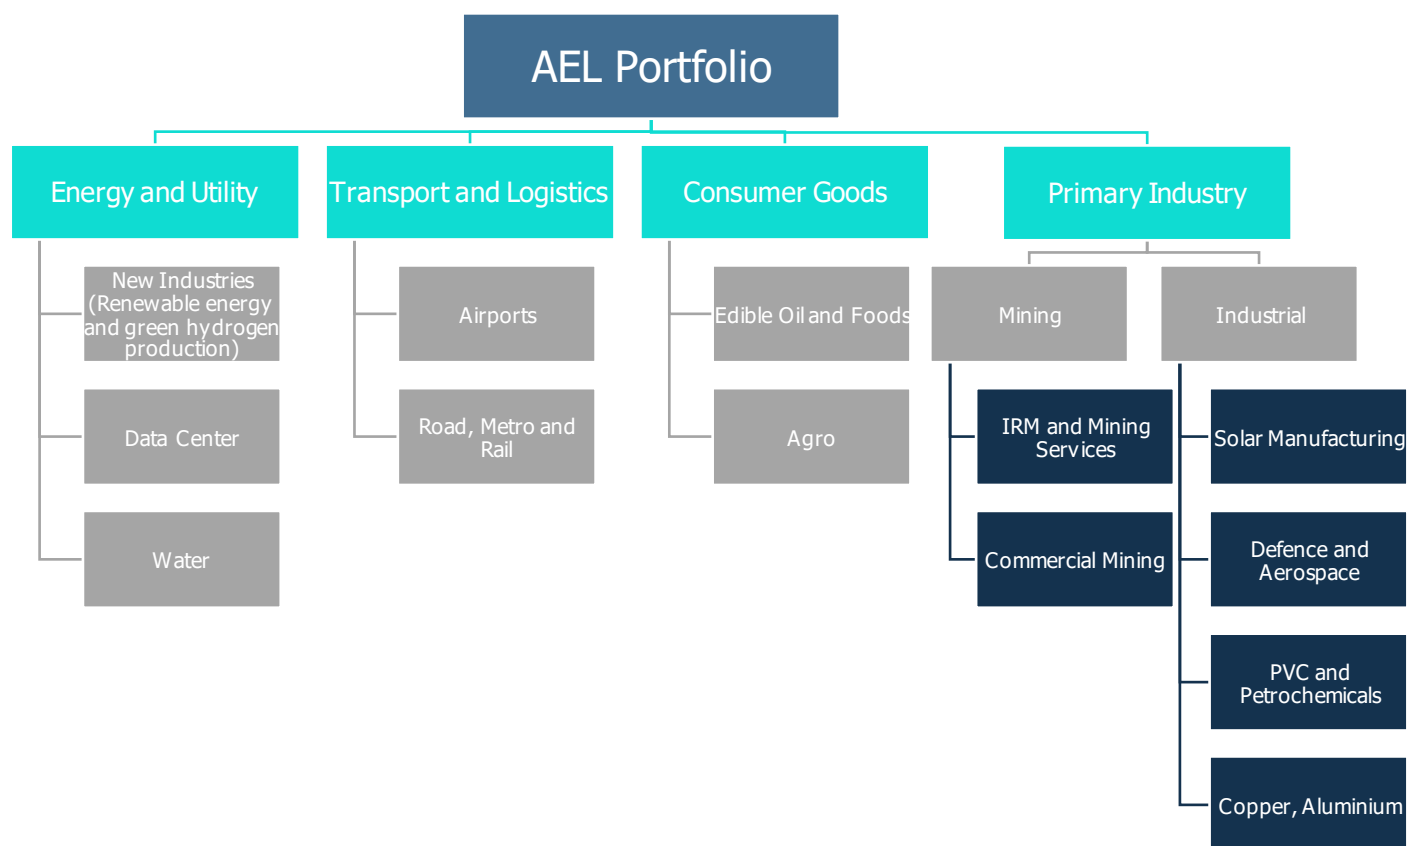 AEL Portfolio
Energy and Utility
New Industries
(Renewable energy
and green hydrogen
production)
Data Center
Water
Transport and Logistics
Airports
Road, Metro and
Rail
Consumer Goods
Edible Oil and Foods
Agro
Primary Industry
Mining
IRM and Mining
Services
Commercial Mining
Industrial
Solar Manufacturing
Defence and
Aerospace
PVC and
Petrochemicals
Copper, Aluminium